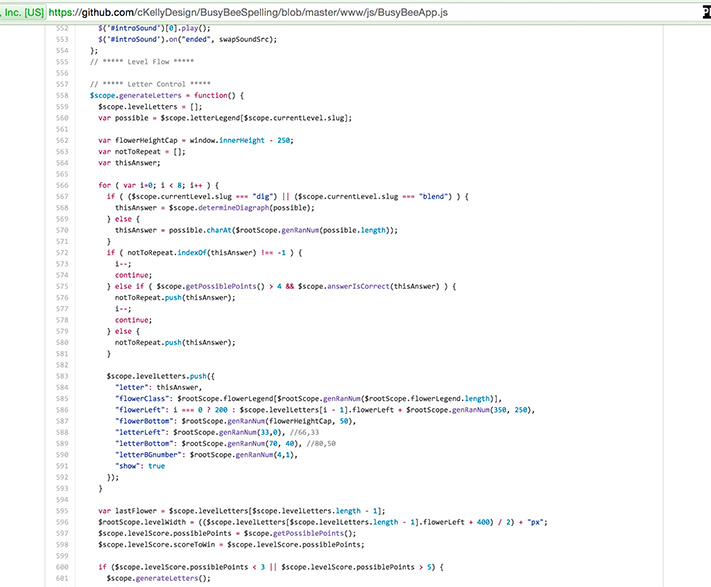 , Inc. [US] https://github.com/cKellyDesign/BusyBeeSpelling/blob/master/www/js/BusyBeeApp.js
552 $('#introSound')[0].play();
553 $('#introSound').on("ended", swapSoundSrc);
554 };
555 // ***** Level Flow *****
556
557 // ***** Letter Control *****
558 $scope.generateLetters = function() {
559 $scope.levelLetters = [];
560 var possible = $scope.letterLegend[$scope.currentLevel.slug];
561
562 var flowerHeightCap = window.innerHeight - 250;
563 var notToRepeat = [];
564 var thisAnswer;
565
566 for ( var i=0; i < 8; i++ ) {
567 if ( ($scope.currentLevel.slug === "dig") || ($scope.currentLevel.slug === "blend") ) {
568 thisAnswer = $scope.determineDiagraph(possible);
569 } else {
570 thisAnswer = possible.charAt($rootScope.genRanNum(possible.length));
571 }
572 if ( notToRepeat.indexOf(thisAnswer) !== -1 ) {
573 i--;
574 continue;
575 } else if ( $scope.getPossiblePoints() > 4 && $scope.answerIsCorrect(thisAnswer) ) {
576 notToRepeat.push(thisAnswer);
577 i--;
578 continue;
579 } else {
580 notToRepeat.push(thisAnswer);
581 }
582
583 $scope.levelLetters.push({
584 "letter": thisAnswer,
585 "flowerClass": $rootScope.flowerLegend[$rootScope.genRanNum($rootScope.flowerLegend.length)],
586 "flowerLeft": i === 0 ? 200 : $scope.levelLetters[i - 1].flowerLeft + $rootScope.genRanNum(350, 250),
587 "flowerBottom": $rootScope.genRanNum(flowerHeightCap, 50),
588 "letterLeft": $rootScope.genRanNum(33,0), //66,33
589 "letterBottom": $rootScope.genRanNum(70, 40), //80,50
590 "letterBGnumber": $rootScope.genRanNum(4,1),
591 "show": true
592 });
593 }
594
595 var lastFlower = $scope.levelLetters[$scope.levelLetters.length - 1];
596 $rootScope.levelWidth = (($scope.levelLetters[$scope.levelLetters.length - 1].flowerLeft + 400) / 2) + "px";
597 $scope.levelScore.possiblePoints = $scope.getPossiblePoints();
598 $scope.levelScore.scoreToWin = $scope.levelScore.possiblePoints;
599
600 if ($scope.levelScore.possiblePoints < 3 || $scope.levelScore.possiblePoints > 5) {
601 $scope.generateLetters();